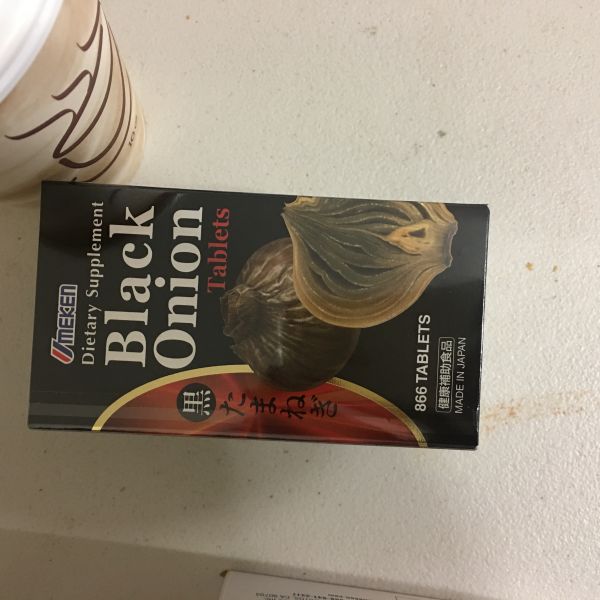 UMEKEN
Dietary Supplement
Black
Onion
Tablets
黒たまねぎ
866 TABLETS
健康補助食品
MADE IN JAPAN